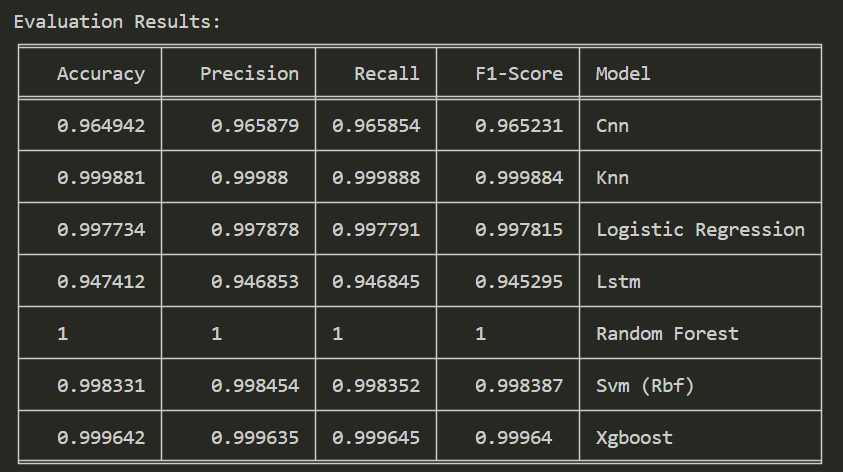 Evaluation Results:
Accuracy Precision Recall F1-Score Model
0.964942 0.965879 0.965854 0.965231 Cnn
0.999881 0.99988 0.999888 0.999884 Knn
0.997734 0.997878 0.997791 0.997815 Logistic Regression
0.947412 0.946853 0.946845 0.945295 Lstm
1 1 1 1 Random Forest
0.998331 0.998454 0.998352 0.998387 Svm (Rbf)
0.999642 0.999635 0.999645 0.99964 Xgboost